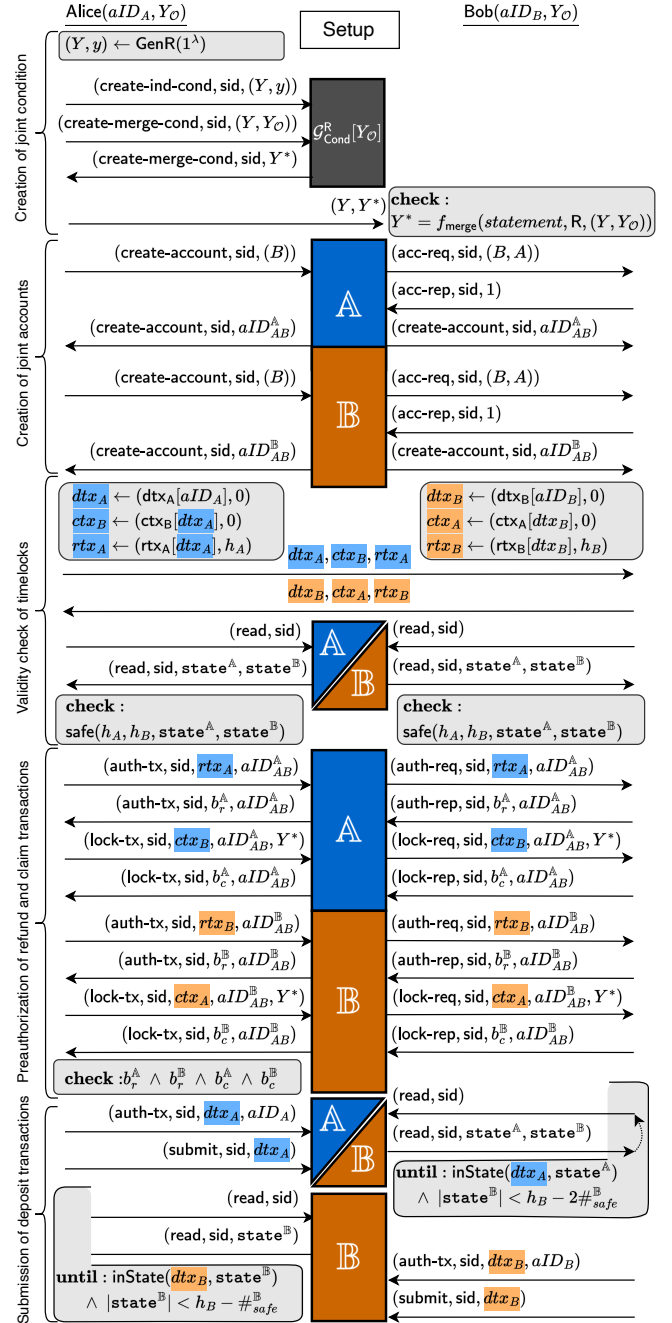 Alice(aID_A, Y_𝒪)
Bob(aID_B, Y_𝒪)
Setup
Creation of joint condition
(Y, y) ← GenR(1^λ)
(create-ind-cond, sid, (Y, y))
(create-merge-cond, sid, (Y, Y_𝒪))
(create-merge-cond, sid, Y*)
𝒢^R_Cond[Y_𝒪]
(Y, Y*)
check :
Y* = f_merge(statement, R, (Y, Y_𝒪))
Creation of joint accounts
(create-account, sid, (B))
(acc-req, sid, (B, A))
(acc-rep, sid, 1)
𝔸
(create-account, sid, aID^𝔸_AB)
(create-account, sid, aID^𝔸_AB)
(create-account, sid, (B))
(acc-req, sid, (B, A))
(acc-rep, sid, 1)
𝔹
(create-account, sid, aID^𝔹_AB)
(create-account, sid, aID^𝔹_AB)
Validity check of timelocks
dtx_A ← (dtx_A[aID_A], 0)
ctx_B ← (ctx_B[dtx_A], 0)
rtx_A ← (rtx_A[dtx_A], h_A)
dtx_B ← (dtx_B[aID_B], 0)
ctx_A ← (ctx_A[dtx_B], 0)
rtx_B ← (rtx_B[dtx_B], h_B)
dtx_A, ctx_B, rtx_A
dtx_B, ctx_A, rtx_B
(read, sid)
(read, sid)
𝔸
𝔹
(read, sid, state^𝔸, state^𝔹)
(read, sid, state^𝔸, state^𝔹)
check :
safe(h_A, h_B, state^𝔸, state^𝔹)
check :
safe(h_A, h_B, state^𝔸, state^𝔹)
Preauthorization of refund and claim transactions
(auth-tx, sid, rtx_A, aID^𝔸_AB)
(auth-req, sid, rtx_A, aID^𝔸_AB)
(auth-tx, sid, b^𝔸_r, aID^𝔸_AB)
(auth-rep, sid, b^𝔸_r, aID^𝔸_AB)
𝔸
(lock-tx, sid, ctx_B, aID^𝔸_AB, Y*)
(lock-req, sid, ctx_B, aID^𝔸_AB, Y*)
(lock-tx, sid, b^𝔸_c, aID^𝔸_AB)
(lock-rep, sid, b^𝔸_c, aID^𝔸_AB)
(auth-tx, sid, rtx_B, aID^𝔹_AB)
(auth-req, sid, rtx_B, aID^𝔹_AB)
(auth-tx, sid, b^𝔹_r, aID^𝔹_AB)
(auth-rep, sid, b^𝔹_r, aID^𝔹_AB)
𝔹
(lock-tx, sid, ctx_A, aID^𝔹_AB, Y*)
(lock-req, sid, ctx_A, aID^𝔹_AB, Y*)
(lock-tx, sid, b^𝔹_c, aID^𝔹_AB)
(lock-rep, sid, b^𝔹_c, aID^𝔹_AB)
check :b^𝔸_r ∧ b^𝔹_r ∧ b^𝔸_c ∧ b^𝔹_c
Submission of deposit transactions
(auth-tx, sid, dtx_A, aID_A)
(submit, sid, dtx_A)
𝔸
𝔹
(read, sid)
(read, sid, state^𝔸, state^𝔹)
until : inState(dtx_A, state^𝔸)
∧ |state^𝔹| < h_B − 2#^𝔹_safe
(read, sid)
(read, sid, state^𝔹)
𝔹
until : inState(dtx_B, state^𝔹)
∧ |state^𝔹| < h_B − #^𝔹_safe
(auth-tx, sid, dtx_B, aID_B)
(submit, sid, dtx_B)